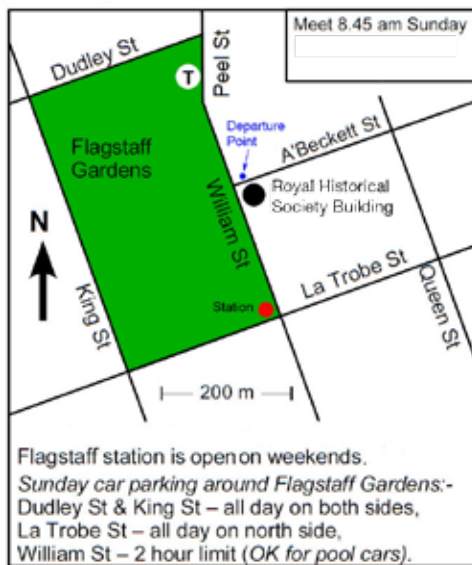 Meet 8.45 am Sunday
Dudley St
Peel St
T
Departure
Point
A'Beckett St
Flagstaff
Gardens
Royal Historical
Society Building
William St
N
La Trobe St
Station
King St
Queen St
200 m
Flagstaff station is open on weekends.
Sunday car parking around Flagstaff Gardens:-
Dudley St & King St – all day on both sides,
La Trobe St – all day on north side,
William St – 2 hour limit (OK for pool cars).